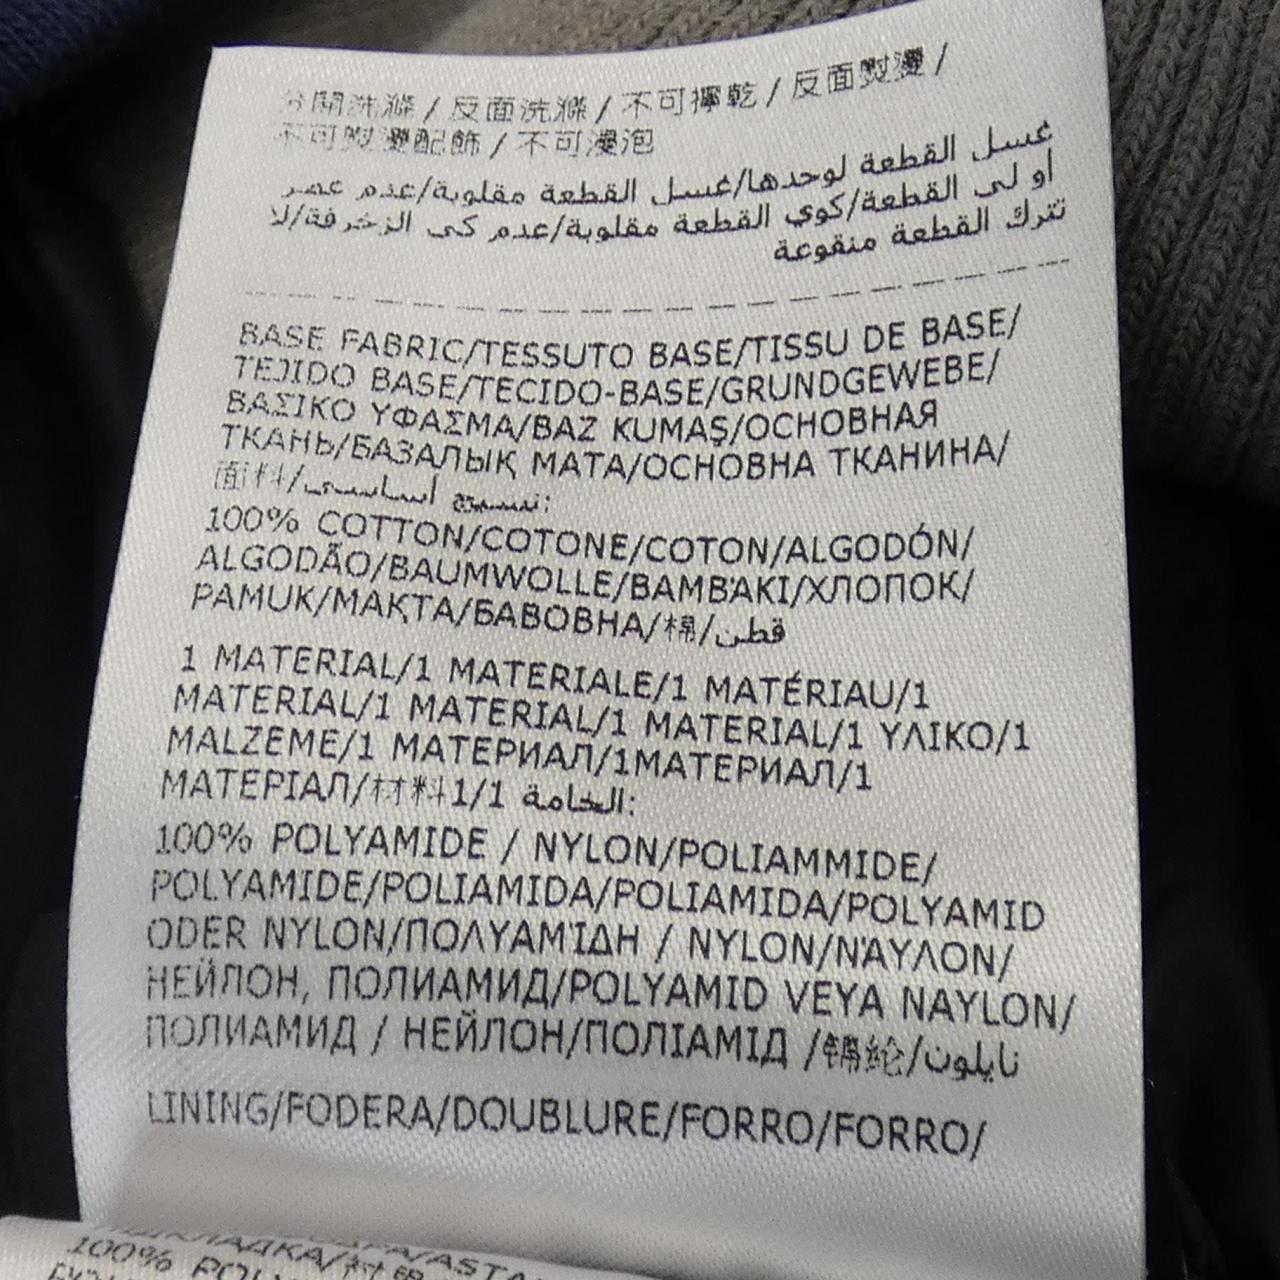 分開洗滌 / 反面洗滌 / 不可擰乾 / 反面熨燙 /
不可熨燙配飾 / 不可浸泡
غسل القطعة لوحدها/غسل القطعة مقلوبة/عدم عصر
او لي القطعة/كوي القطعة مقلوبة/عدم كي الزخرفة/لا
تترك القطعة منقوعة
BASE FABRIC/TESSUTO BASE/TISSU DE BASE/
TEJIDO BASE/TECIDO-BASE/GRUNDGEWEBE/
ΒΑΣΙΚΟ ΥΦΑΣΜΑ/BAZ KUMAŞ/ОСНОВНАЯ
ТКАНЬ/БАЗАЛЫҚ МАТА/ОСНОВНА ТКАНИНА/
面料/نسيج أساسي:
100% COTTON/COTONE/COTON/ALGODÓN/
ALGODÃO/BAUMWOLLE/ΒΑΜΒΆΚΙ/ХЛОПОК/
PAMUK/МАҚТА/БАВОВНА/棉/قطن
1 MATERIAL/1 MATERIALE/1 MATÉRIAU/1
MATERIAL/1 MATERIAL/1 MATERIAL/1 ΥΛΙΚΟ/1
MALZEME/1 МАТЕРИАЛ/1МАТЕРИАЛ/1
МАТЕРІАЛ/材料1/1 الخامة:
100% POLYAMIDE / NYLON/POLIAMMIDE/
POLYAMIDE/POLIAMIDA/POLIAMIDA/POLYAMID
ODER NYLON/ΠΟΛΥΑΜΊΔΗ / NYLON/ΝΆΥΛΟΝ/
НЕЙЛОН, ПОЛИАМИД/POLYAMID VEYA NAYLON/
ПОЛИАМИД / НЕЙЛОН/ПОЛІАМІД /锦纶/نايلون
LINING/FODERA/DOUBLURE/FORRO/FORRO/
100%